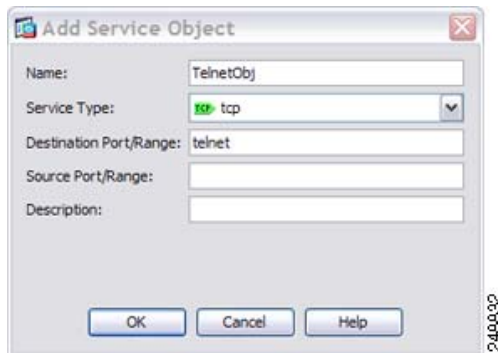 Add Service Object
Name: TelnetObj
Service Type: TCP tcp
Destination Port/Range: telnet
Source Port/Range:
Description:
OK Cancel Help
248832